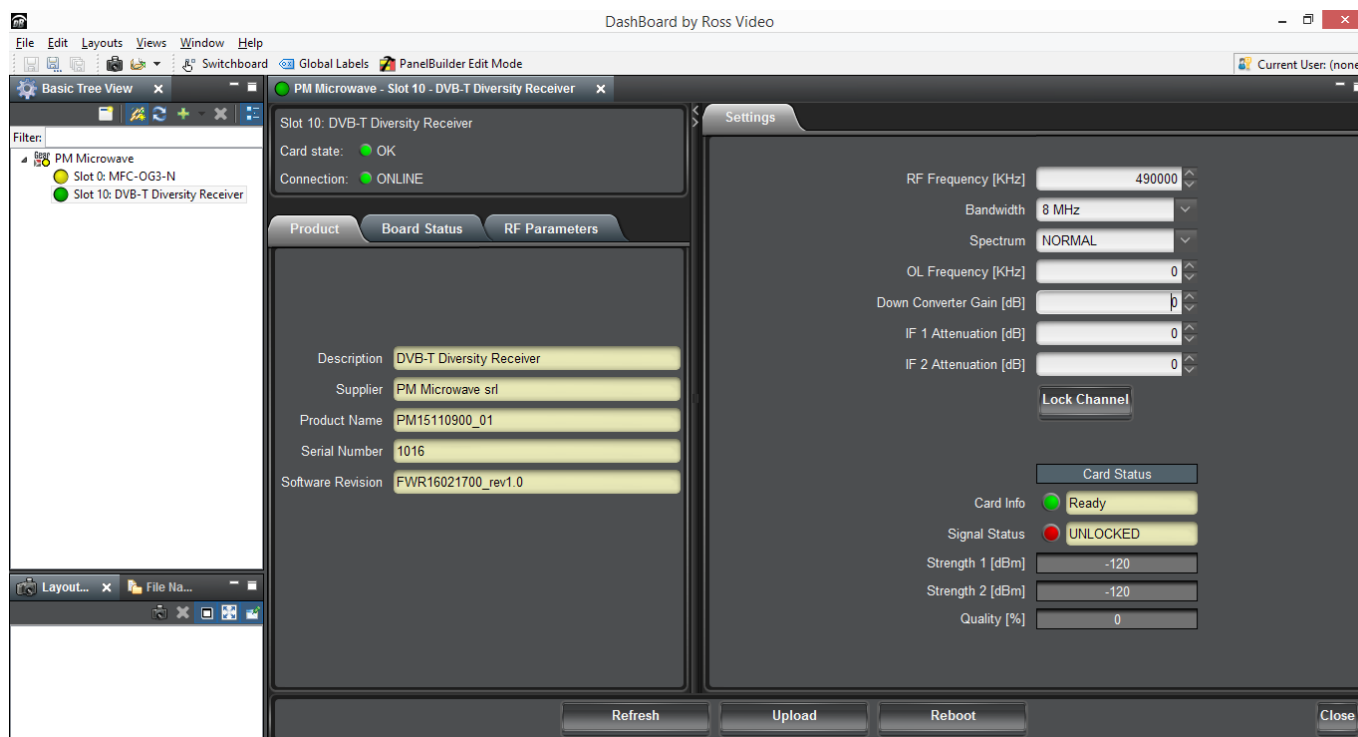 DashBoard by Ross Video
File Edit Layouts Views Window Help
Switchboard Global Labels PanelBuilder Edit Mode
Current User: (none
Basic Tree View
Filter:
PM Microwave
Slot 0: MFC-OG3-N
Slot 10: DVB-T Diversity Receiver
Layout... File Na...
PM Microwave - Slot 10 - DVB-T Diversity Receiver
Slot 10: DVB-T Diversity Receiver
Card state: OK
Connection: ONLINE
Product Board Status RF Parameters
Description DVB-T Diversity Receiver
Supplier PM Microwave srl
Product Name PM15110900_01
Serial Number 1016
Software Revision FWR16021700_rev1.0
Settings
RF Frequency [KHz] 490000
Bandwidth 8 MHz
Spectrum NORMAL
OL Frequency [KHz] 0
Down Converter Gain [dB] 0
IF 1 Attenuation [dB] 0
IF 2 Attenuation [dB] 0
Lock Channel
Card Status
Card Info Ready
Signal Status UNLOCKED
Strength 1 [dBm] -120
Strength 2 [dBm] -120
Quality [%] 0
Refresh Upload Reboot Close